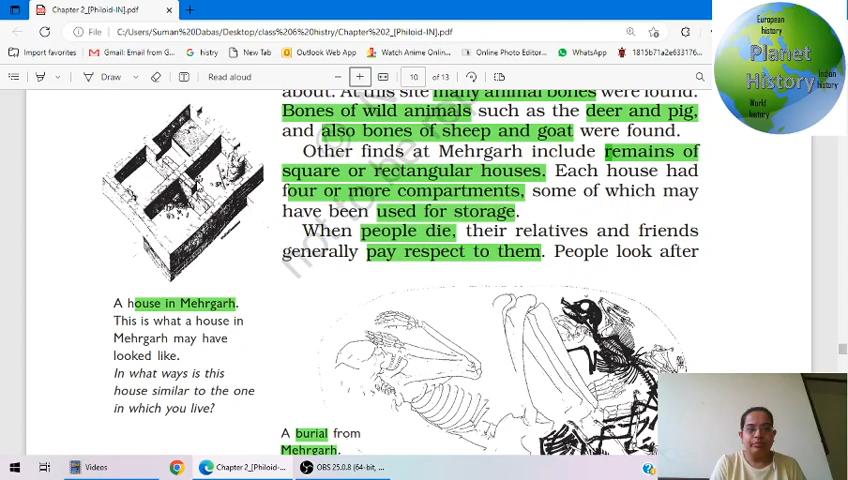 Chapter 2_[Philoid-IN].pdf
File
C:/Users/Suman%20Dabas/Desktop/class%206%20histry/Chapter%202_[Philoid-IN].pdf
Import favorites
Gmail: Email from G...
histry
New Tab
Outlook Web App
Watch Anime Onlin...
Online Photo Editor...
WhatsApp
1815b71a2e633176...
Draw
Read aloud
10 of 13
European history
Planet History
Indian history
World history
about. At this site many animal bones were found.
Bones of wild animals such as the deer and pig,
and also bones of sheep and goat were found.
Other finds at Mehrgarh include remains of
square or rectangular houses. Each house had
four or more compartments, some of which may
have been used for storage.
When people die, their relatives and friends
generally pay respect to them. People look after
A house in Mehrgarh.
This is what a house in
Mehrgarh may have
looked like.
In what ways is this
house similar to the one
in which you live?
A burial from
Mehrgarh.
Videos
Chapter 2_[Philoid-...
OBS 25.0.8 (64-bit, ...